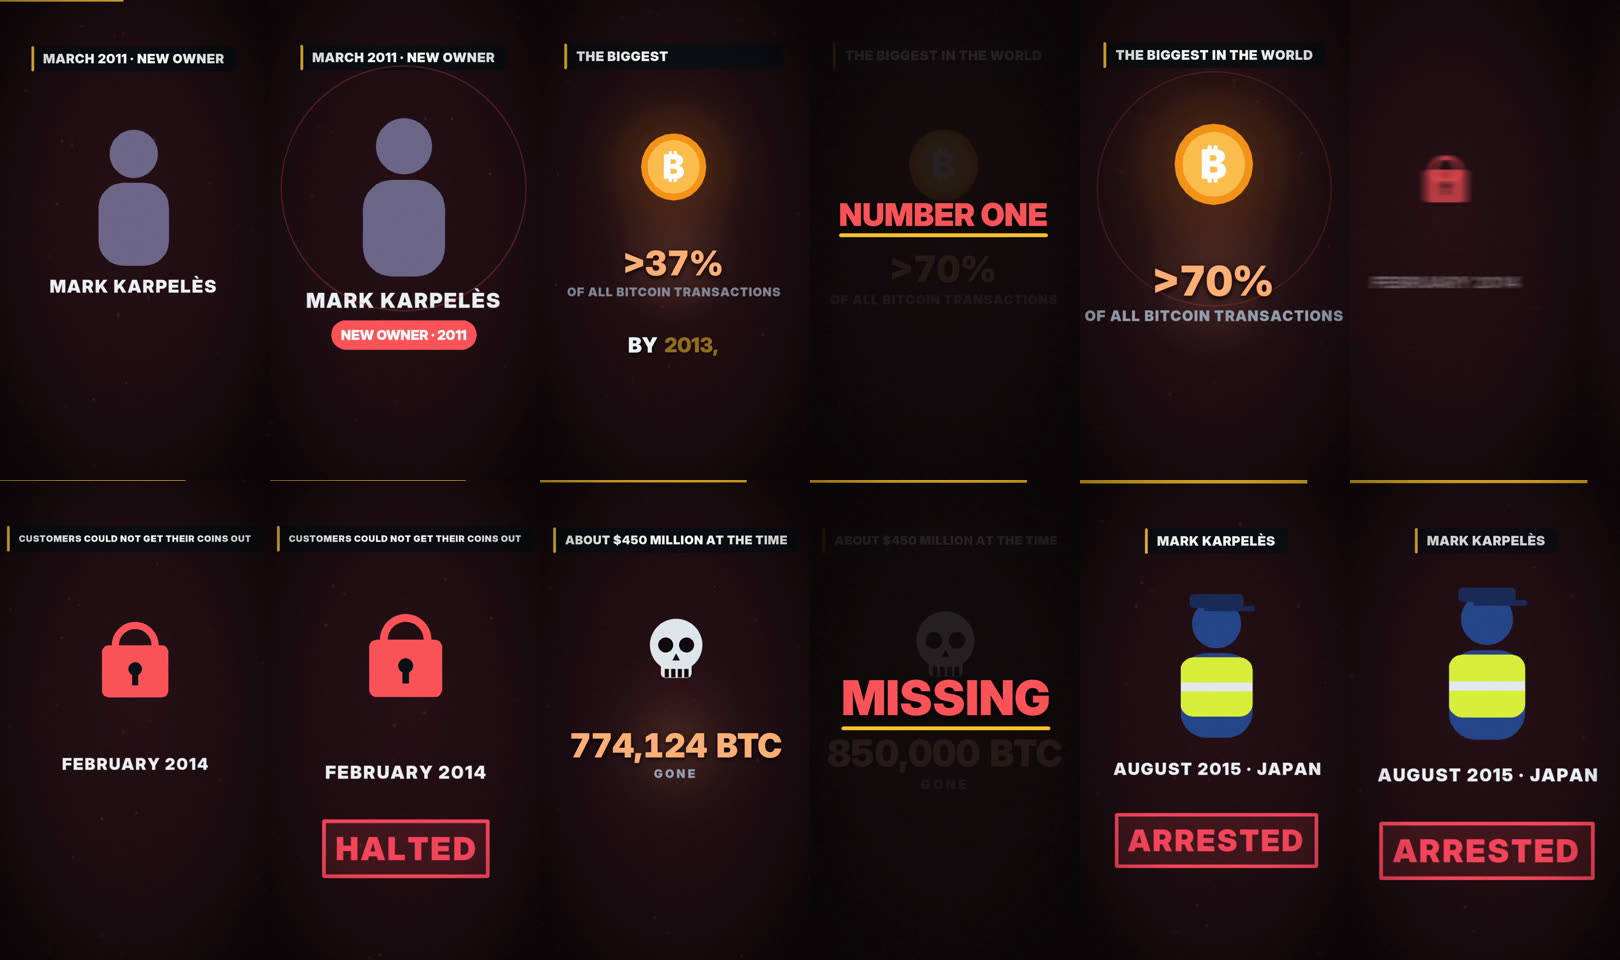 MARCH 2011 · NEW OWNER
MARK KARPELÈS
MARCH 2011 · NEW OWNER
MARK KARPELÈS
NEW OWNER · 2011
THE BIGGEST
>37%
OF ALL BITCOIN TRANSACTIONS
BY 2013,
THE BIGGEST IN THE WORLD
NUMBER ONE
>70%
OF ALL BITCOIN TRANSACTIONS
THE BIGGEST IN THE WORLD
>70%
OF ALL BITCOIN TRANSACTIONS
FEBRUARY 2014
CUSTOMERS COULD NOT GET THEIR COINS OUT
FEBRUARY 2014
CUSTOMERS COULD NOT GET THEIR COINS OUT
FEBRUARY 2014
HALTED
ABOUT $450 MILLION AT THE TIME
774,124 BTC
GONE
ABOUT $450 MILLION AT THE TIME
MISSING
850,000 BTC
GONE
MARK KARPELÈS
AUGUST 2015 · JAPAN
ARRESTED
MARK KARPELÈS
AUGUST 2015 · JAPAN
ARRESTED